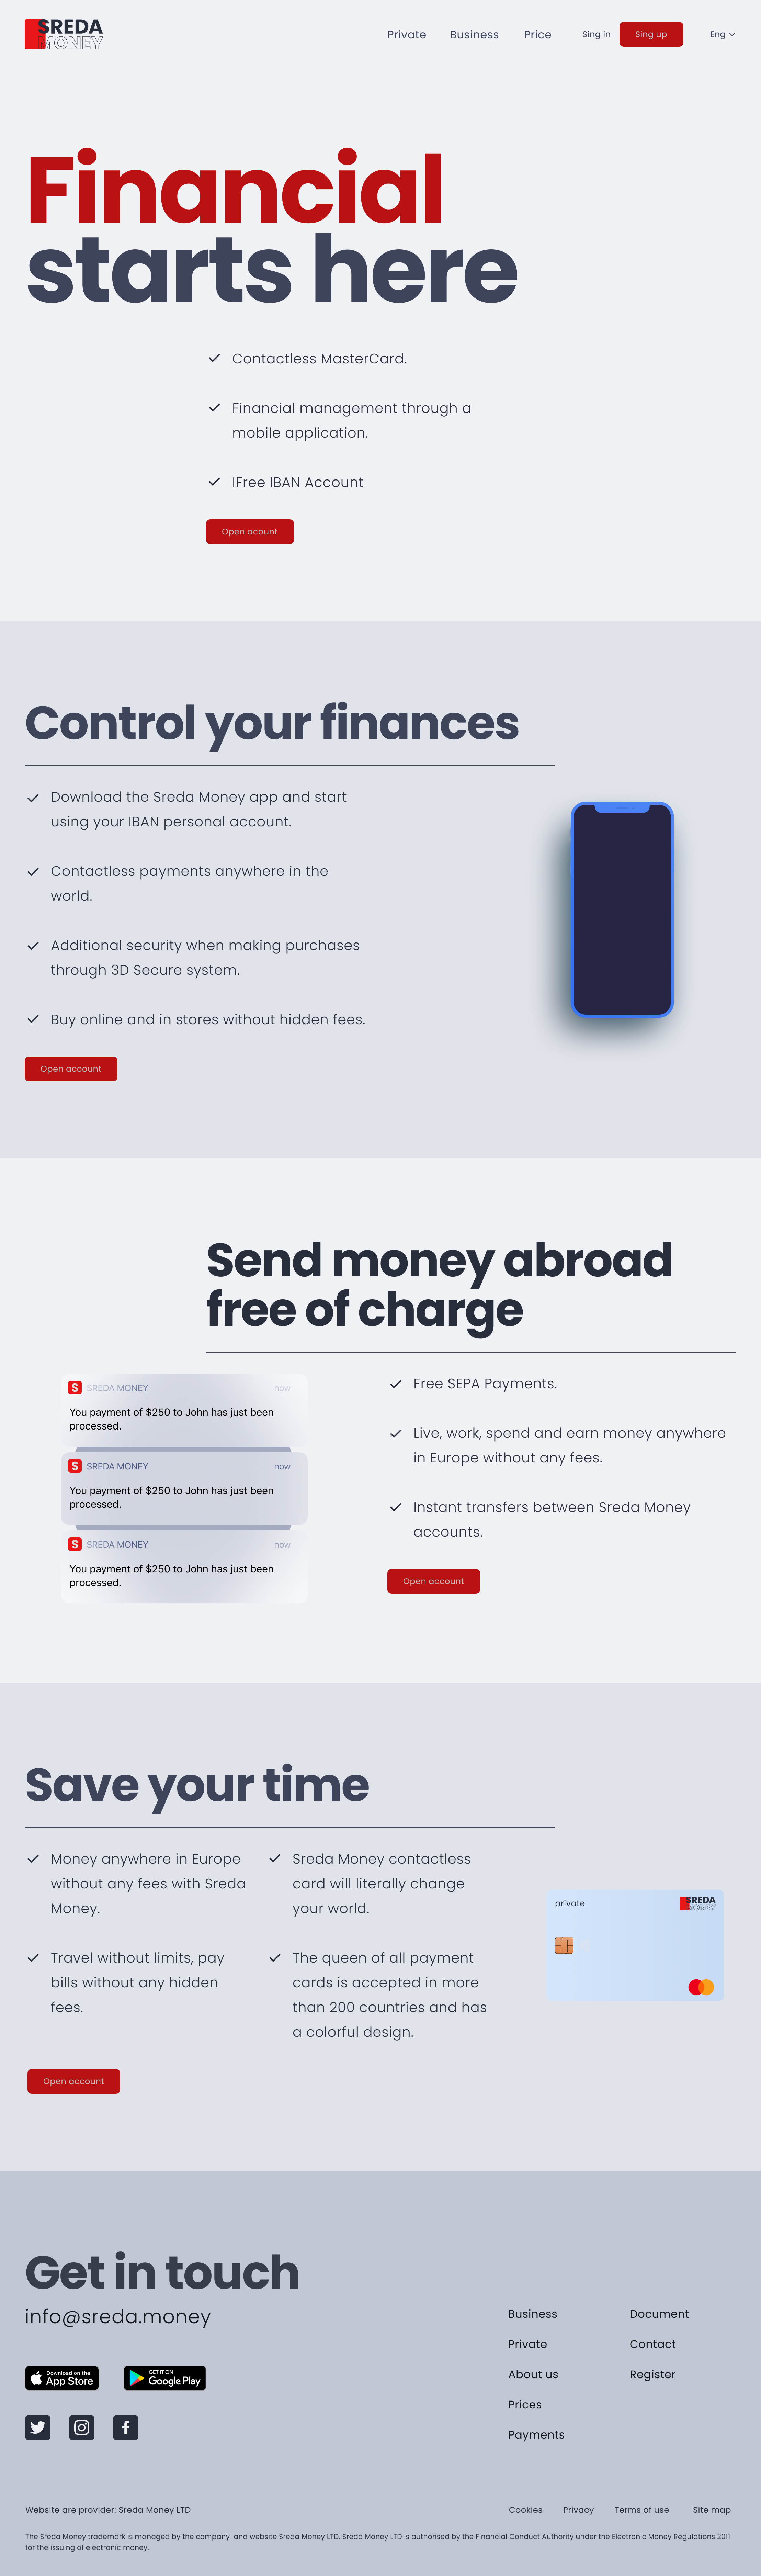 SREDA
MONEY
Private Business Price Sing in Sing up Eng
Financial
starts here
Contactless MasterCard.
Financial management through a
mobile application.
IFree IBAN Account
Open acount
Control your finances
Download the Sreda Money app and start
using your IBAN personal account.
Contactless payments anywhere in the
world.
Additional security when making purchases
through 3D Secure system.
Buy online and in stores without hidden fees.
Open account
Send money abroad
free of charge
S SREDA MONEY now
You payment of $250 to John has just been
processed.
S SREDA MONEY now
You payment of $250 to John has just been
processed.
S SREDA MONEY now
You payment of $250 to John has just been
processed.
Free SEPA Payments.
Live, work, spend and earn money anywhere
in Europe without any fees.
Instant transfers between Sreda Money
accounts.
Open account
Save your time
Money anywhere in Europe
without any fees with Sreda
Money.
Travel without limits, pay
bills without any hidden
fees.
Sreda Money contactless
card will literally change
your world.
The queen of all payment
cards is accepted in more
than 200 countries and has
a colorful design.
Open account
private
SREDA
MONEY
Get in touch
info@sreda.money
Download on the
App Store
GET IT ON
Google Play
Business
Private
About us
Prices
Payments
Document
Contact
Register
Website are provider: Sreda Money LTD
Cookies Privacy Terms of use Site map
The Sreda Money trademark is managed by the company and website Sreda Money LTD. Sreda Money LTD is authorised by the Financial Conduct Authority under the Electronic Money Regulations 2011
for the issuing of electronic money.